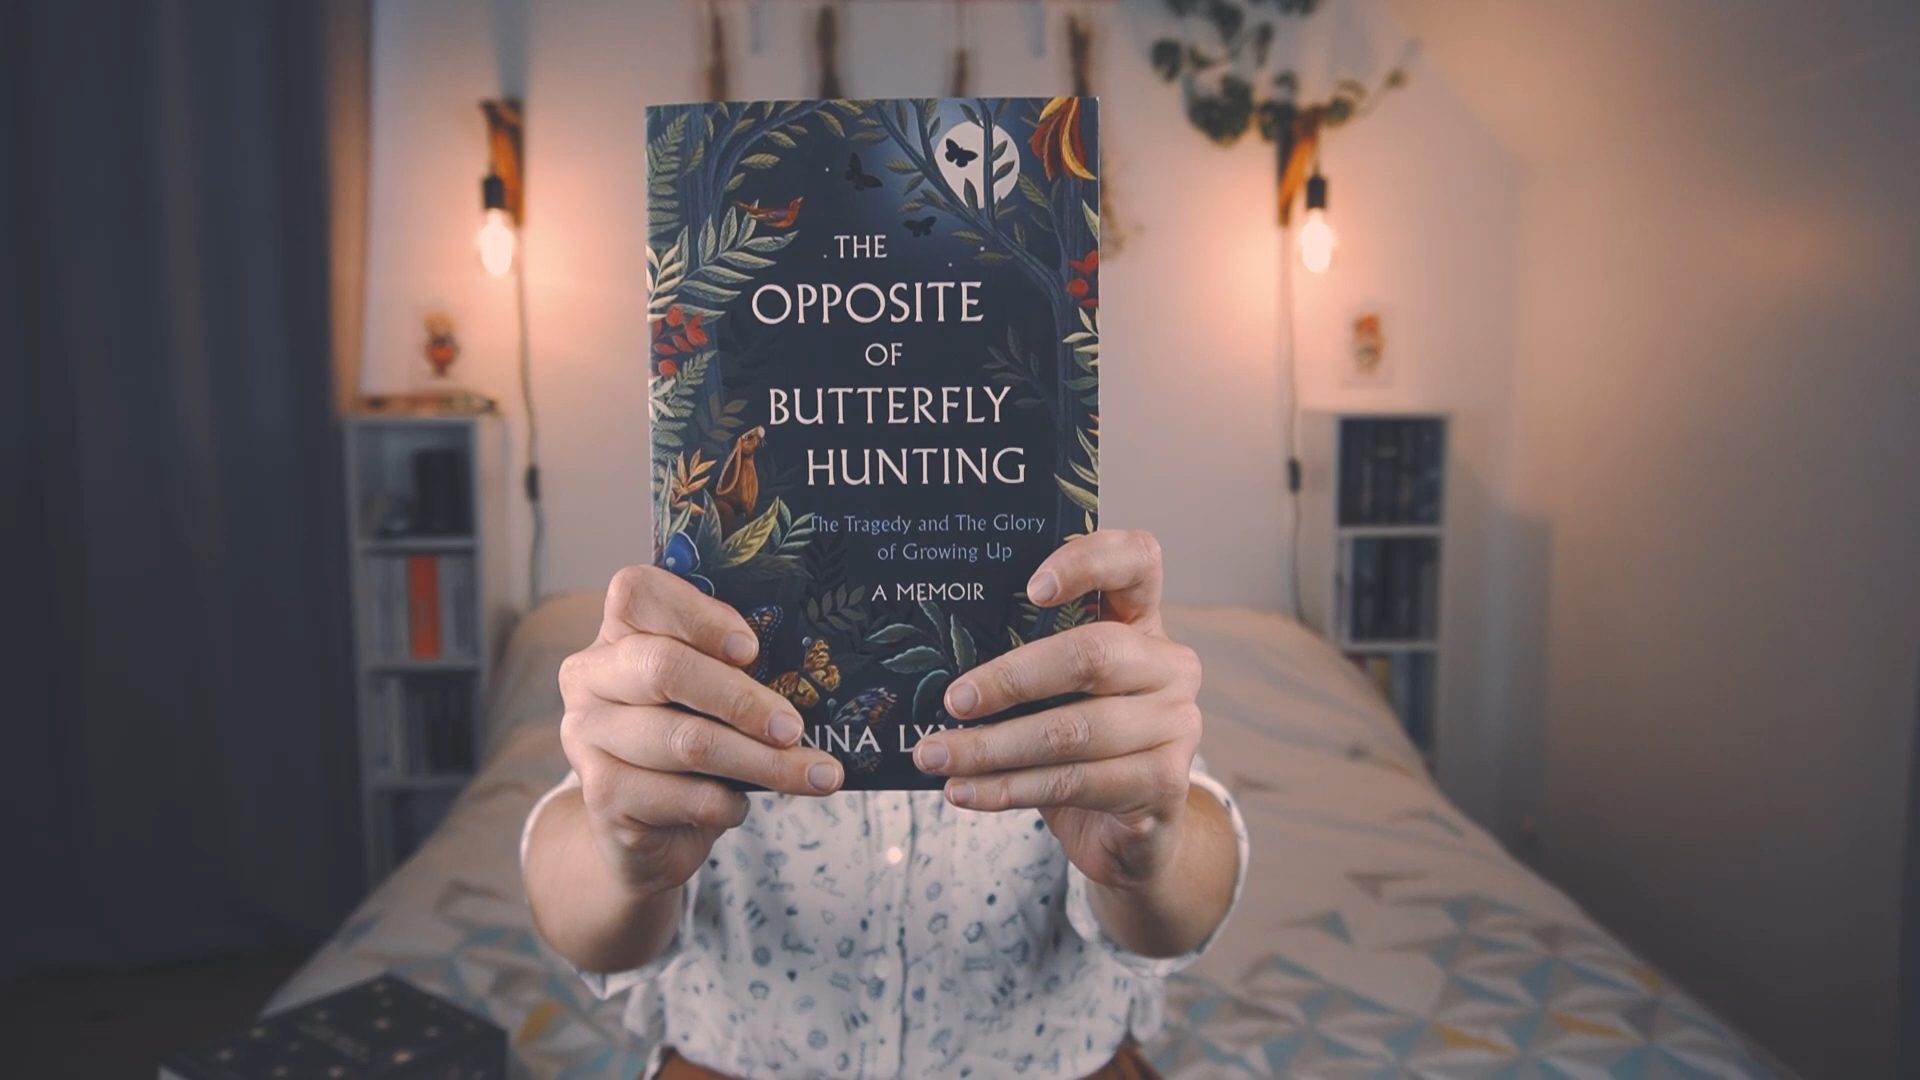 THE
OPPOSITE
OF
BUTTERFLY
HUNTING
The Tragedy and The Glory
of Growing Up
A MEMOIR